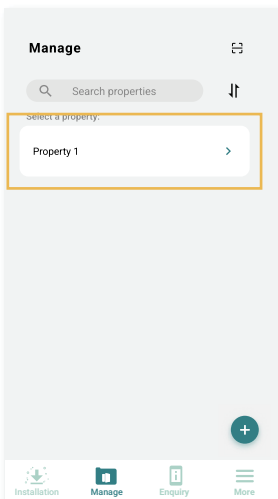 Manage
Search properties
Select a property:
Property 1
Installation Manage Enquiry More